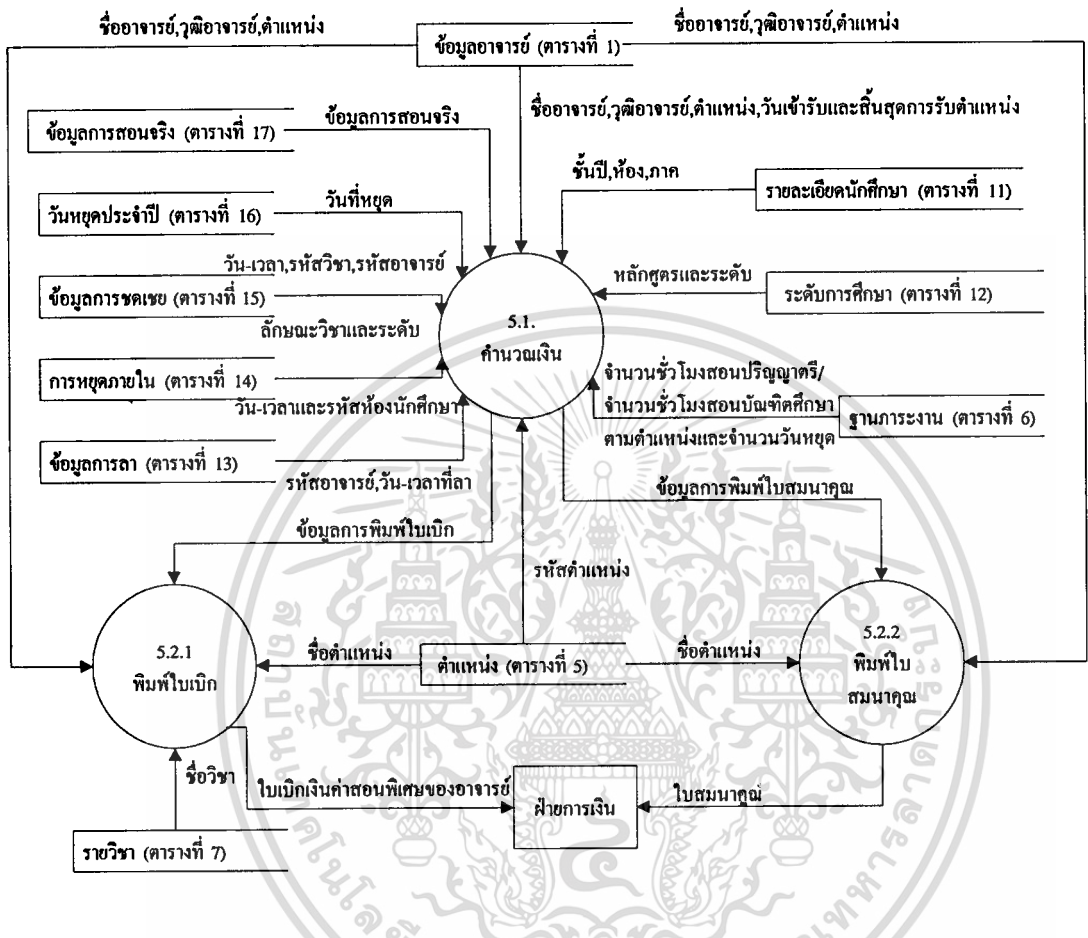 ชื่ออาจารย์,วุฒิอาจารย์,ตำแหน่ง
ชื่ออาจารย์,วุฒิอาจารย์,ตำแหน่ง
ข้อมูลอาจารย์ (ตารางที่ 1)
ชื่ออาจารย์,วุฒิอาจารย์,ตำแหน่ง,วันเข้ารับและสิ้นสุดการรับตำแหน่ง
ข้อมูลการสอนจริง (ตารางที่ 17)
ข้อมูลการสอนจริง
ชั้นปี,ห้อง,ภาค
รายละเอียดนักศึกษา (ตารางที่ 11)
วันหยุดประจำปี (ตารางที่ 16)
วันที่หยุด
วัน-เวลา,รหัสวิชา,รหัสอาจารย์
ข้อมูลการชดเชย (ตารางที่ 15)
หลักสูตรและระดับ
ระดับการศึกษา (ตารางที่ 12)
ลักษณะวิชาและระดับ
5.1.
คำนวณเงิน
การหยุดภายใน (ตารางที่ 14)
วัน-เวลาและรหัสห้องนักศึกษา
จำนวนชั่วโมงสอนปริญญาตรี/
จำนวนชั่วโมงสอนบัณฑิตศึกษา
ตามตำแหน่งและจำนวนวันหยุด
ฐานภาระงาน (ตารางที่ 6)
ข้อมูลการลา (ตารางที่ 13)
รหัสอาจารย์,วัน-เวลาที่ลา
ข้อมูลการพิมพ์ใบสมนาคุณ
ข้อมูลการพิมพ์ใบเบิก
รหัสตำแหน่ง
5.2.1
พิมพ์ใบเบิก
ชื่อตำแหน่ง
ตำแหน่ง (ตารางที่ 5)
ชื่อตำแหน่ง
5.2.2
พิมพ์ใบ
สมนาคุณ
ชื่อวิชา
ใบเบิกเงินค่าสอนพิเศษของอาจารย์
ฝ่ายการเงิน
ใบสมนาคุณ
รายวิชา (ตารางที่ 7)